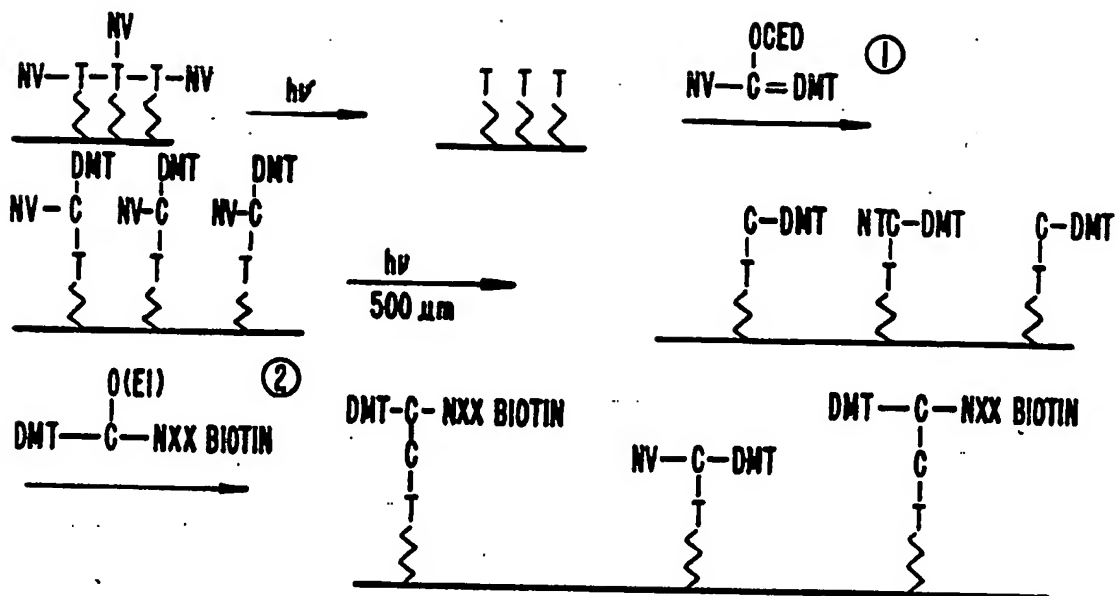 NV
NV—T—T—T—NV
hν
T T T
OCED
NV—C=DMT
①
DMT DMT DMT
NV—C NV—C NV—C
T T T
hν
500 μm
C—DMT NTC—DMT C—DMT
T T T
②
O(EI)
DMT—C—NXX BIOTIN
DMT—C—NXX BIOTIN
C
T
NV—C—DMT
T
DMT—C—NXX BIOTIN
C
T